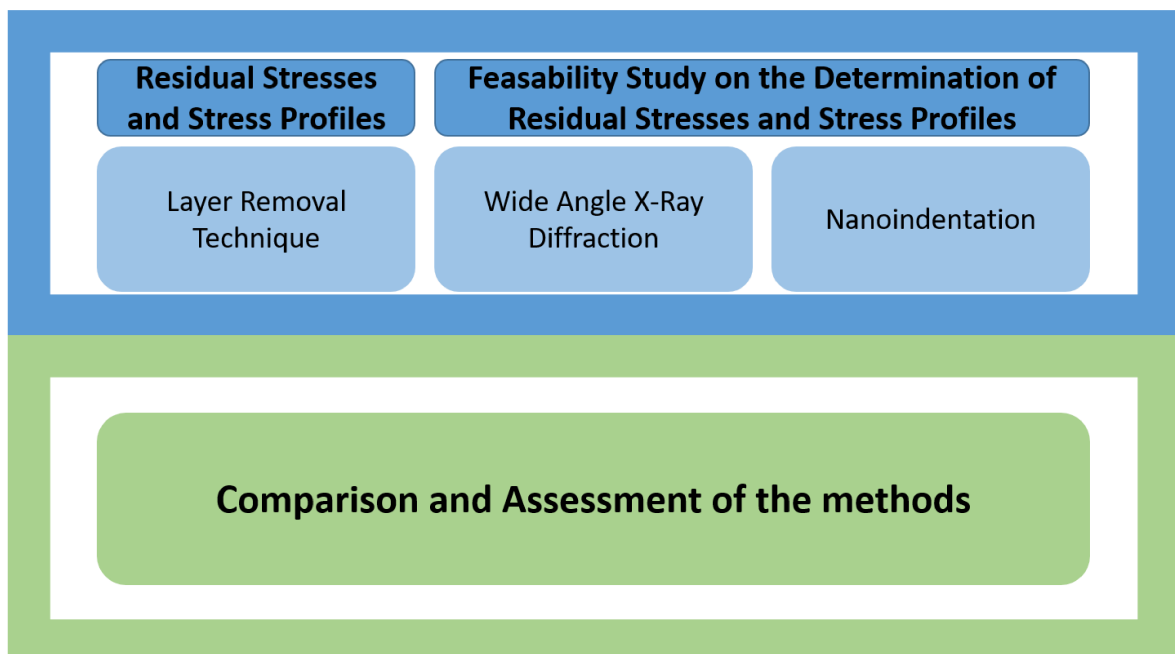 Residual Stresses
and Stress Profiles
Feasability Study on the Determination of
Residual Stresses and Stress Profiles
Layer Removal
Technique
Wide Angle X-Ray
Diffraction
Nanoindentation
Comparison and Assessment of the methods